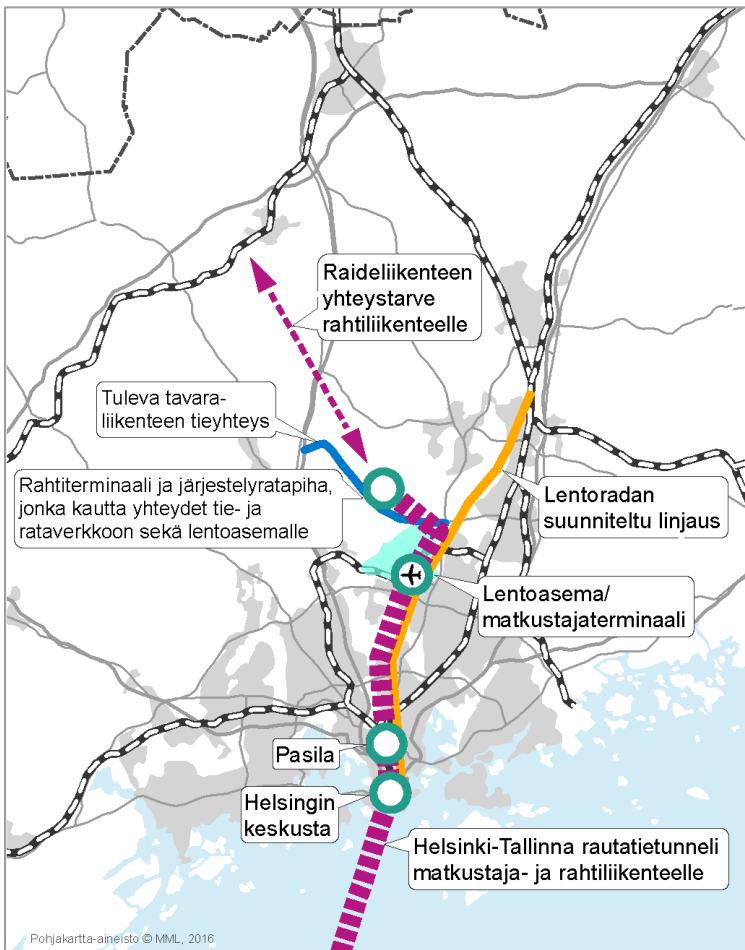 Raideliikenteen
yhteystarve
rahtiliikenteelle
Tuleva tavara-
liikenteen tieyhteys
Rahtiterminaali ja järjestelyratapiha,
jonka kautta yhteydet tie- ja
rataverkkoon sekä lentoasemalle
Lentoradan
suunniteltu linjaus
Lentoasema/
matkustajaterminaali
Pasila
Helsingin
keskusta
Helsinki-Tallinna rautatietunneli
matkustaja- ja rahtiliikenteelle
Pohjakartta-aineisto © MML, 2016